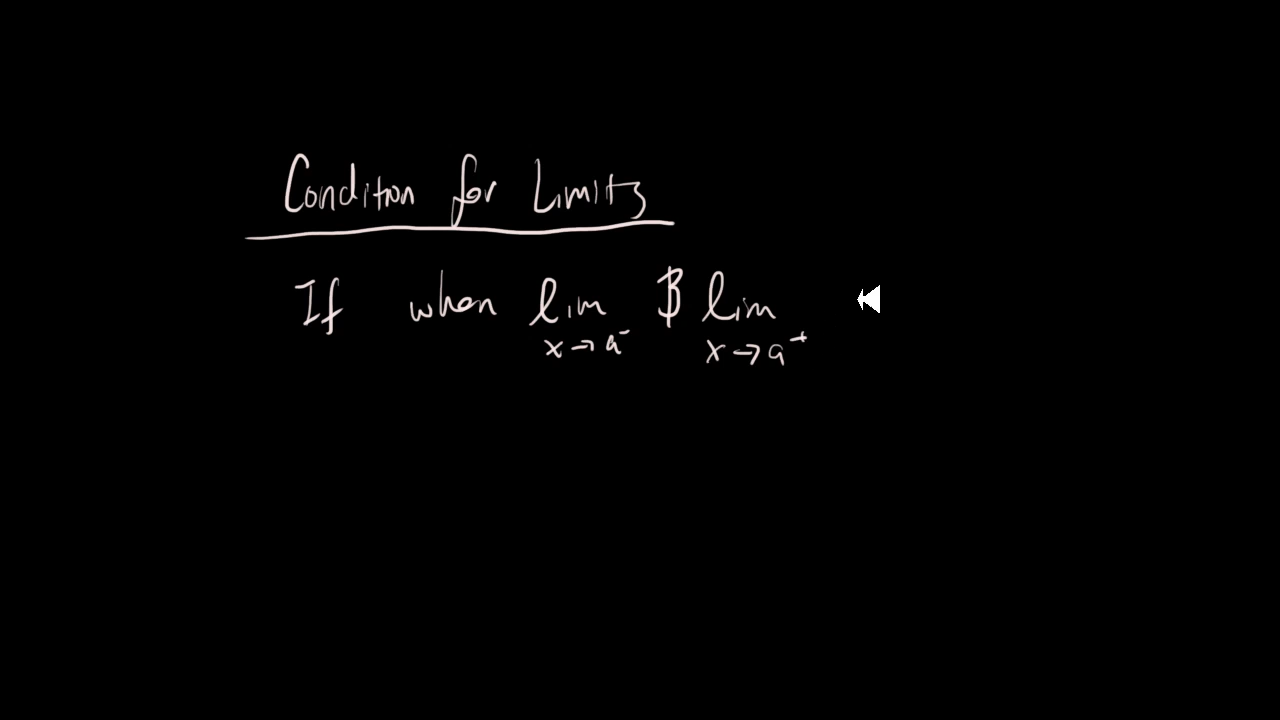 Condition for Limits
If when lim x→a⁻ & lim x→a⁺